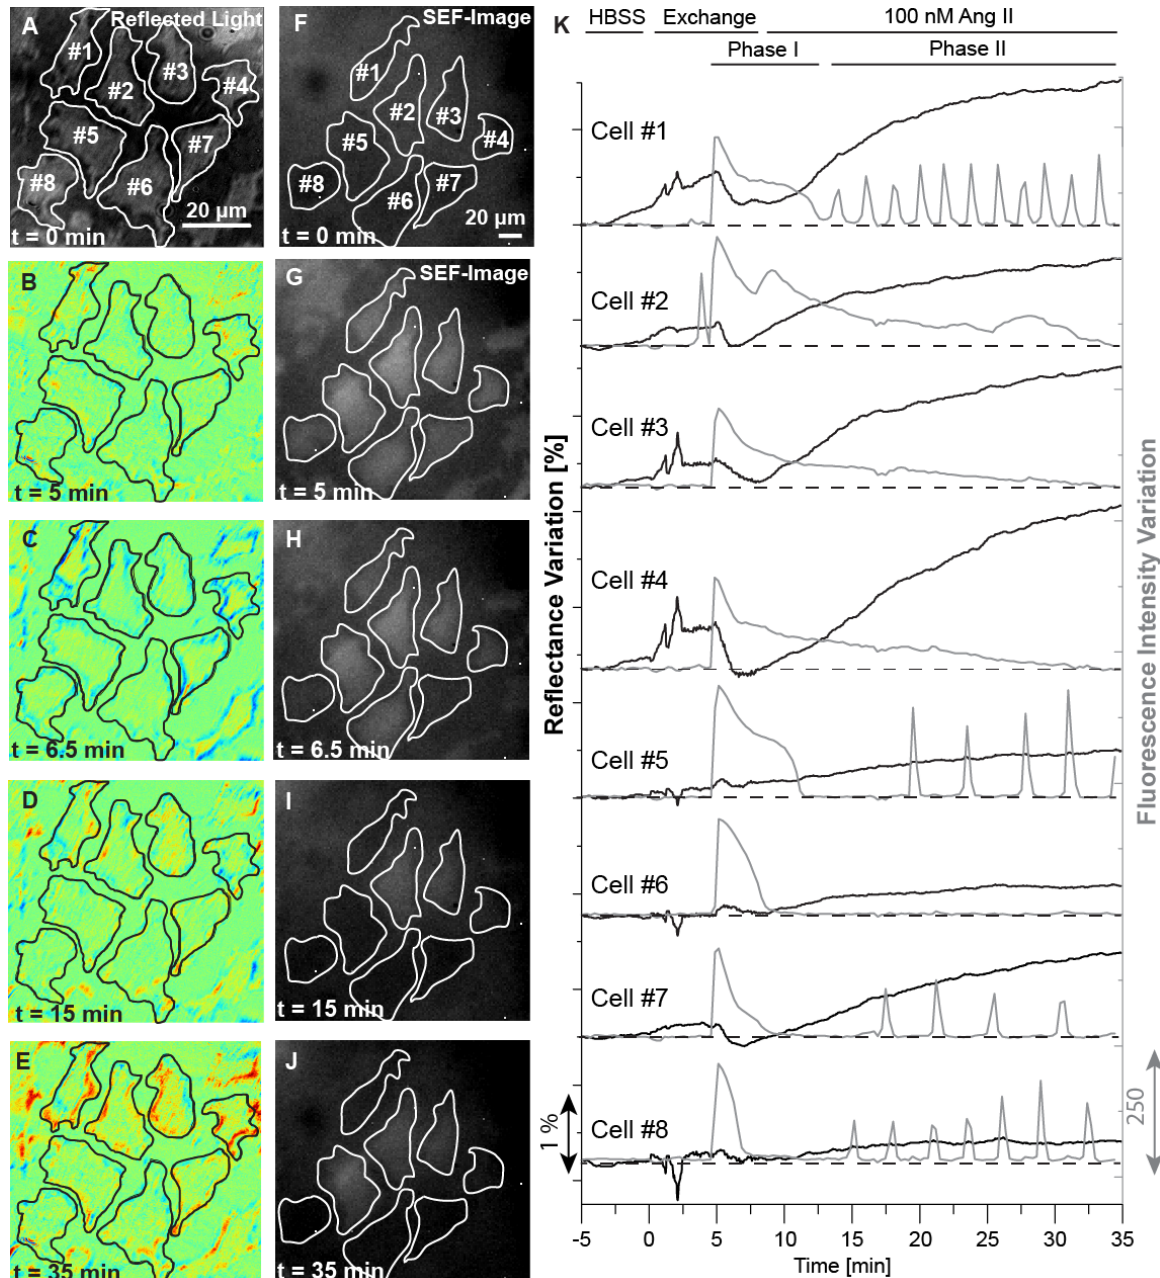 A
Reflected Light
#1
#2
#3
#4
#5
#6
#7
#8
20 µm
t = 0 min
B
t = 5 min
C
t = 6.5 min
D
t = 15 min
E
t = 35 min
F
SEF-Image
#1
#2
#3
#4
#5
#6
#7
#8
20 µm
t = 0 min
G
SEF-Image
t = 5 min
H
t = 6.5 min
I
t = 15 min
J
t = 35 min
K
HBSS
Exchange
100 nM Ang II
Phase I
Phase II
Cell #1
Cell #2
Cell #3
Cell #4
Cell #5
Cell #6
Cell #7
Cell #8
Reflectance Variation [%]
Fluorescence Intensity Variation
1 %
250
-5 0 5 10 15 20 25 30 35
Time [min]